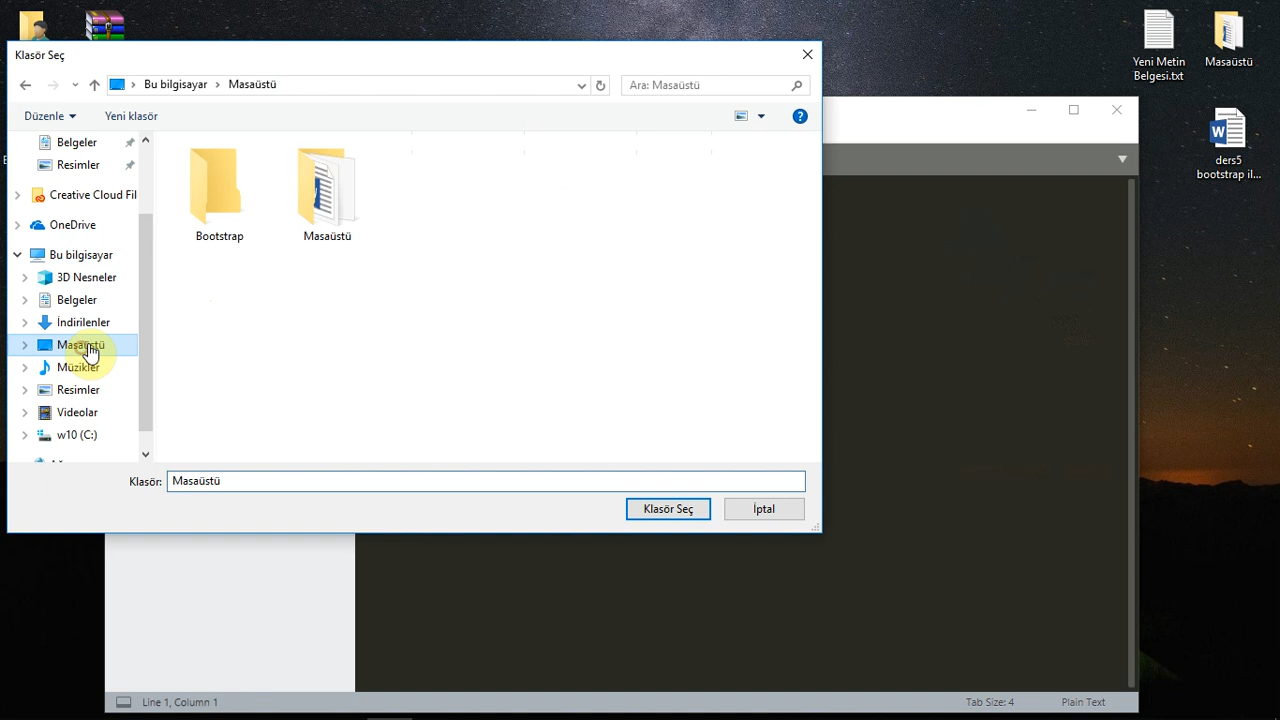 Klasör Seç
Bu bilgisayar
Masaüstü
Ara: Masaüstü
Düzenle
Yeni klasör
Belgeler
Resimler
Creative Cloud Fil
OneDrive
Bu bilgisayar
3D Nesneler
Belgeler
İndirilenler
Masaüstü
Müzikler
Resimler
Videolar
w10 (C:)
Bootstrap
Masaüstü
Klasör:
Masaüstü
Klasör Seç
İptal
Yeni Metin
Belgesi.txt
Masaüstü
ders5
bootstrap il...
Line 1, Column 1
Tab Size: 4
Plain Text